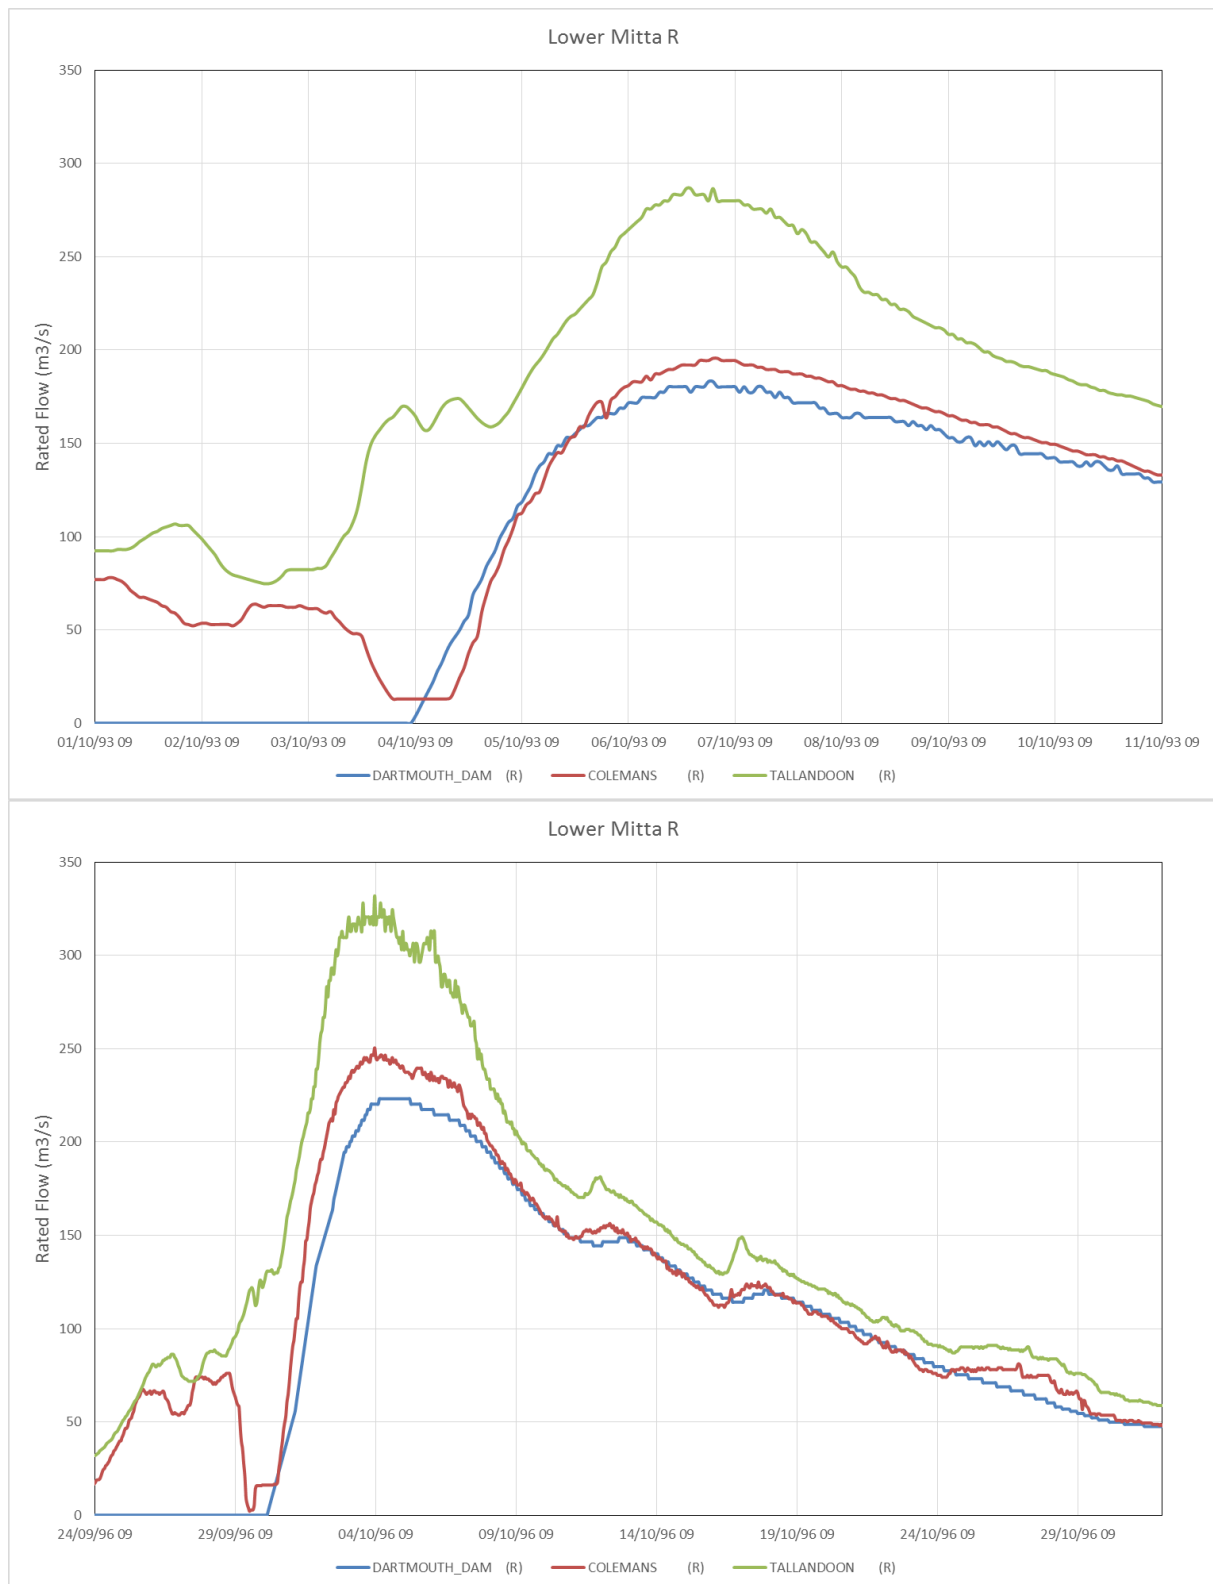 Lower Mitta R
350
300
250
200
150
100
50
0
Rated Flow (m3/s)
01/10/93 09 02/10/93 09 03/10/93 09 04/10/93 09 05/10/93 09 06/10/93 09 07/10/93 09 08/10/93 09 09/10/93 09 10/10/93 09 11/10/93 09
DARTMOUTH_DAM (R) COLEMANS (R) TALLANDOON (R)
Lower Mitta R
350
300
250
200
150
100
50
0
Rated Flow (m3/s)
24/09/96 09 29/09/96 09 04/10/96 09 09/10/96 09 14/10/96 09 19/10/96 09 24/10/96 09 29/10/96 09
DARTMOUTH_DAM (R) COLEMANS (R) TALLANDOON (R)